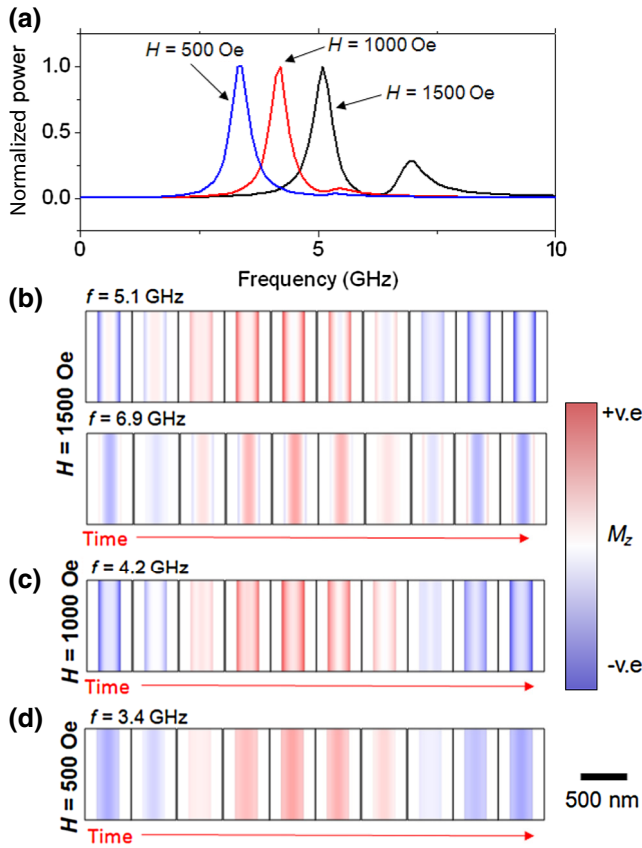 (a)
H = 500 Oe
H = 1000 Oe
H = 1500 Oe
Normalized power
1.0
0.5
0.0
0
5
10
Frequency (GHz)
(b)
f = 5.1 GHz
H = 1500 Oe
f = 6.9 GHz
Time
(c)
f = 4.2 GHz
H = 1000 Oe
Time
(d)
f = 3.4 GHz
H = 500 Oe
Time
+v.e
Mz
-v.e
500 nm